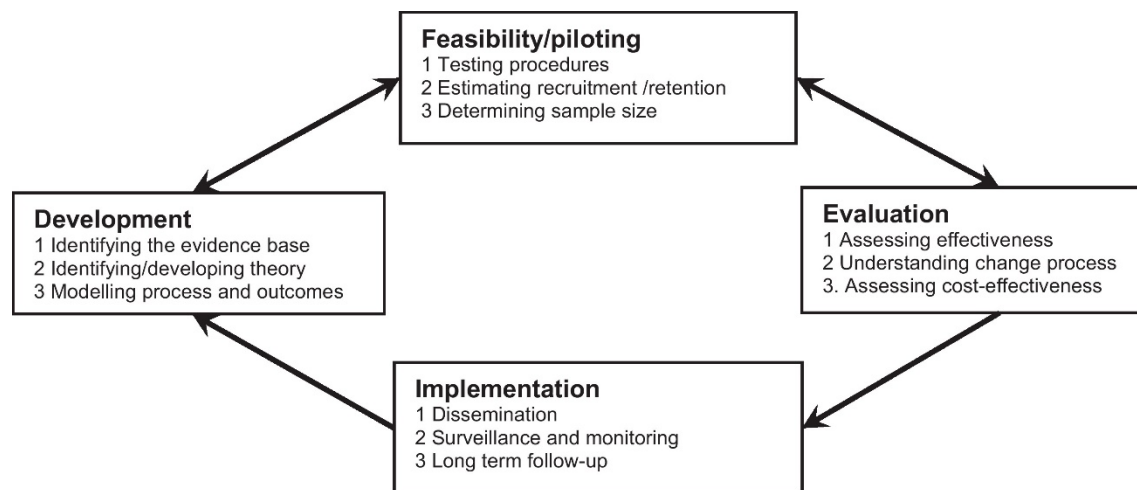 Feasibility/piloting
1 Testing procedures
2 Estimating recruitment /retention
3 Determining sample size
Development
1 Identifying the evidence base
2 Identifying/developing theory
3 Modelling process and outcomes
Evaluation
1 Assessing effectiveness
2 Understanding change process
3. Assessing cost-effectiveness
Implementation
1 Dissemination
2 Surveillance and monitoring
3 Long term follow-up